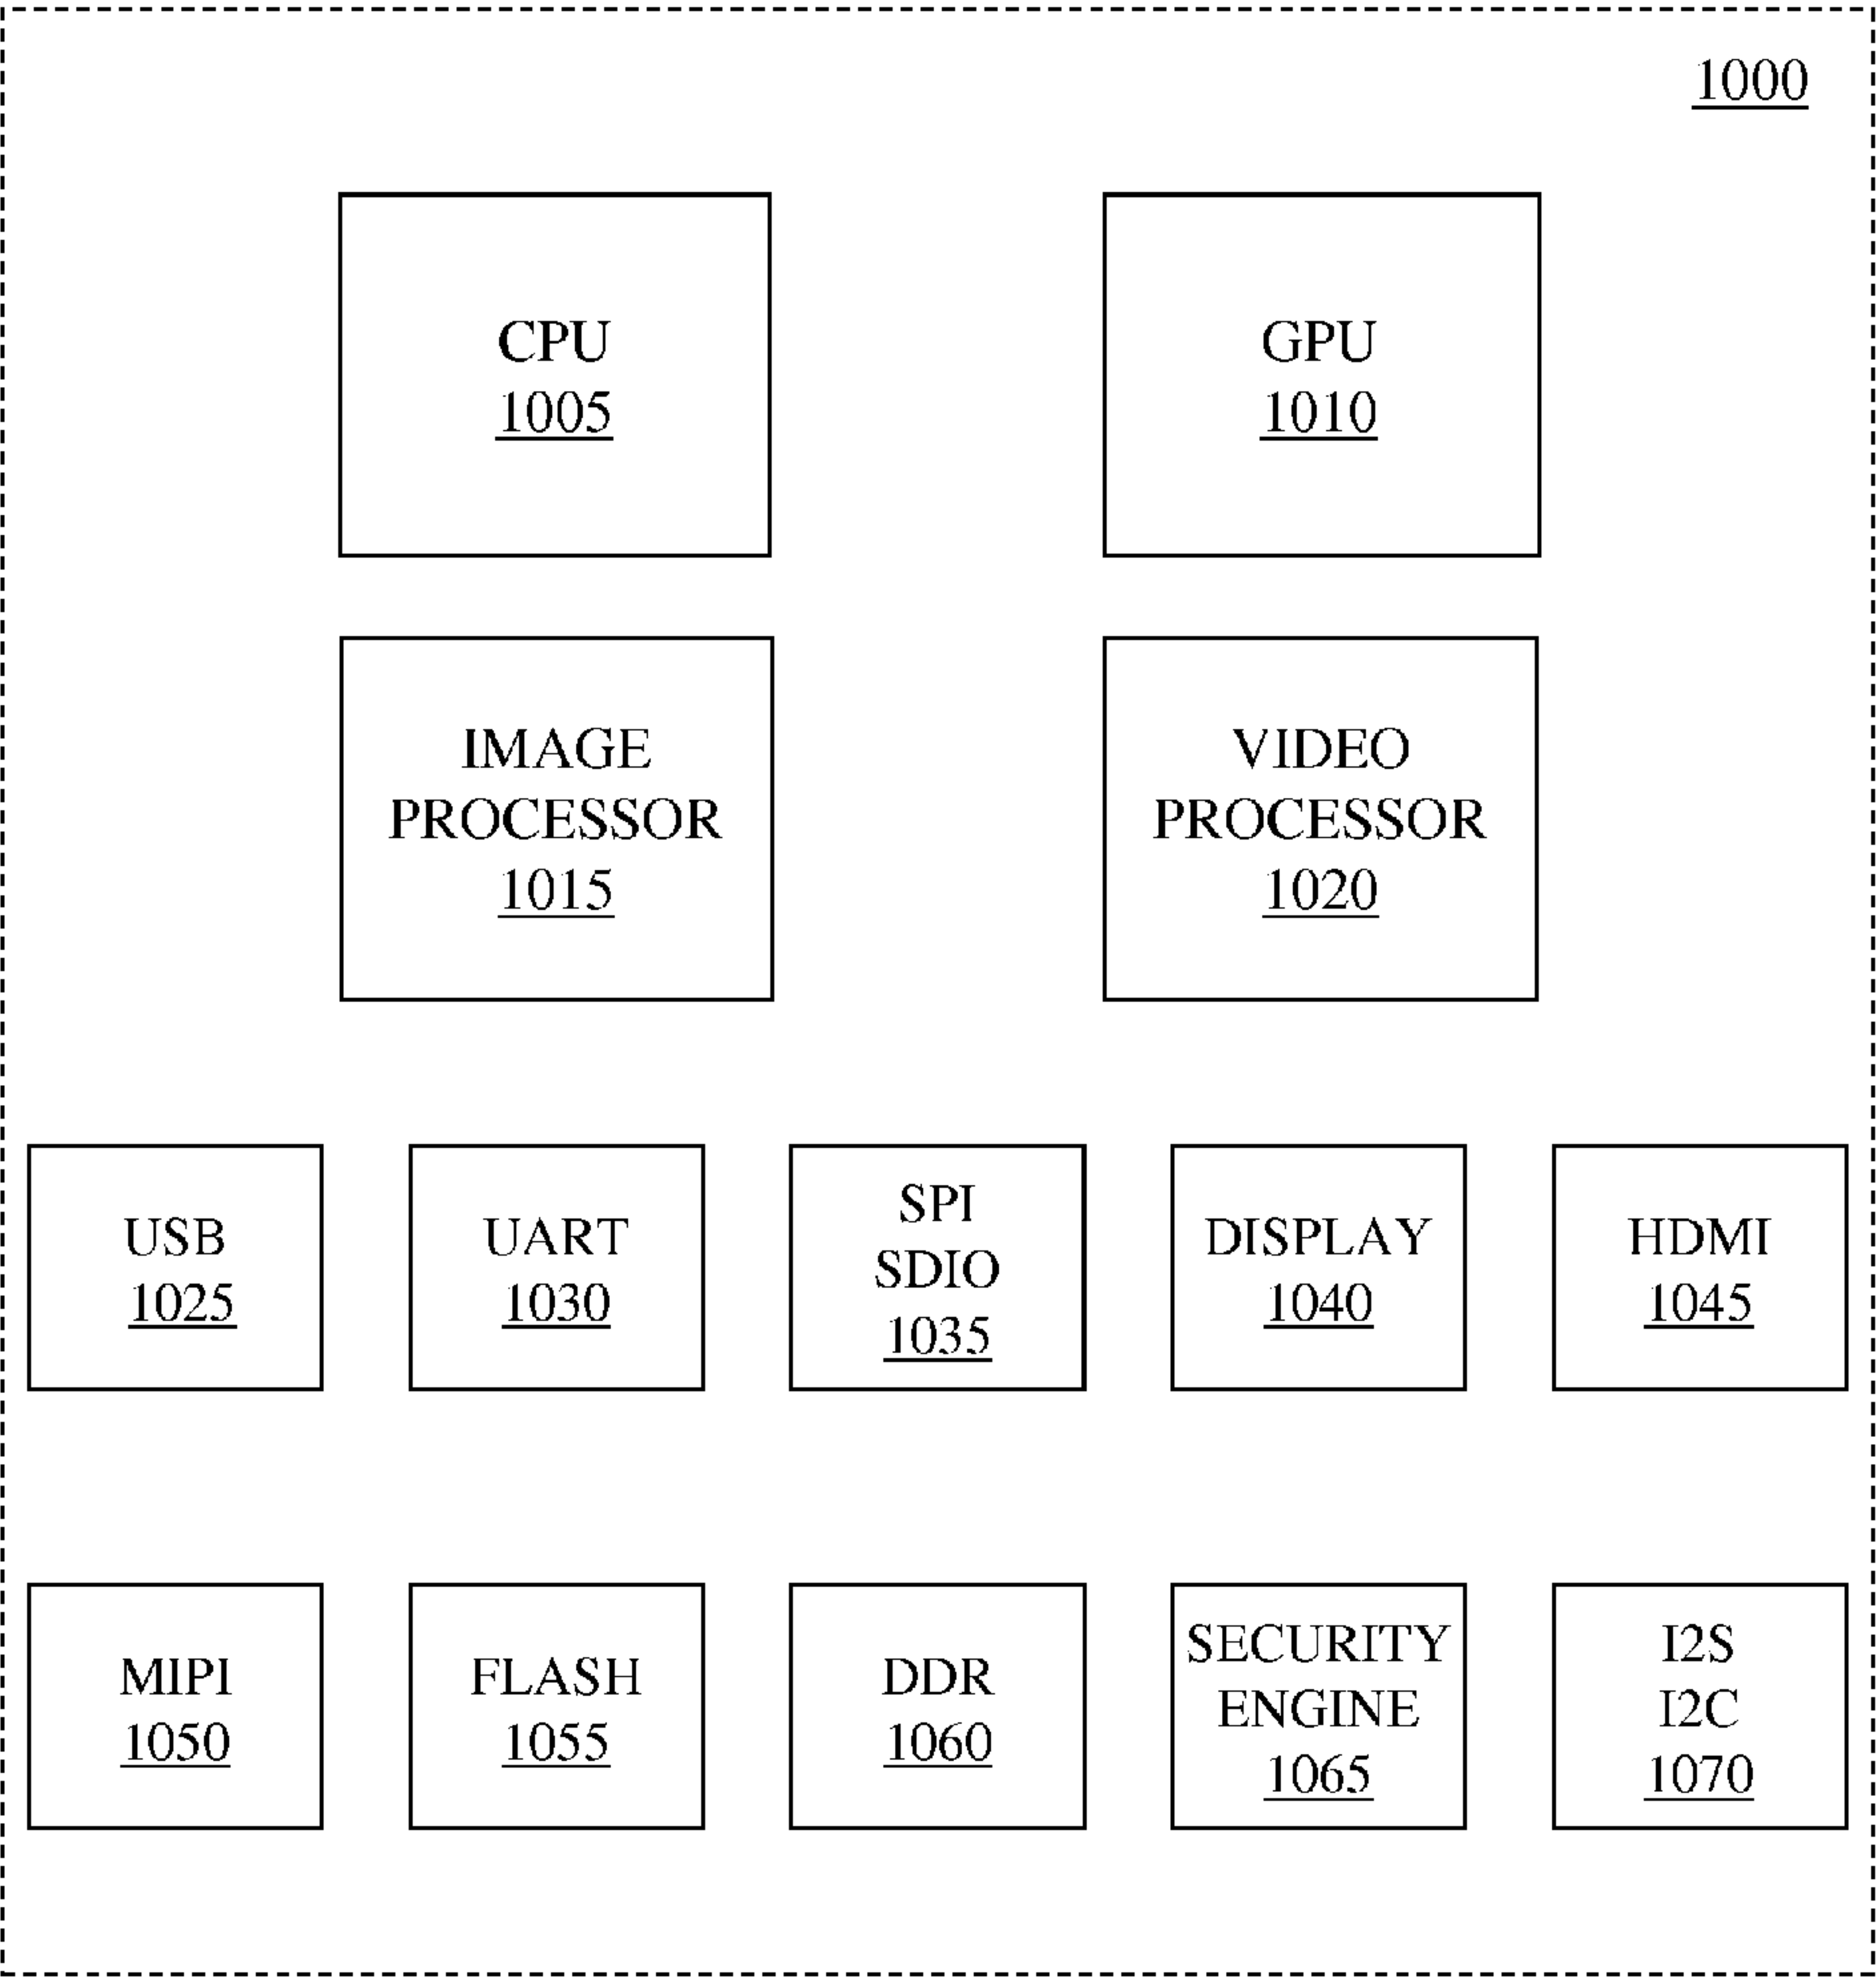 1000
CPU
1005
GPU
1010
IMAGE
PROCESSOR
1015
VIDEO
PROCESSOR
1020
USB
1025
UART
1030
SPI
SDIO
1035
DISPLAY
1040
HDMI
1045
MIPI
1050
FLASH
1055
DDR
1060
SECURITY
ENGINE
1065
I2S
I2C
1070